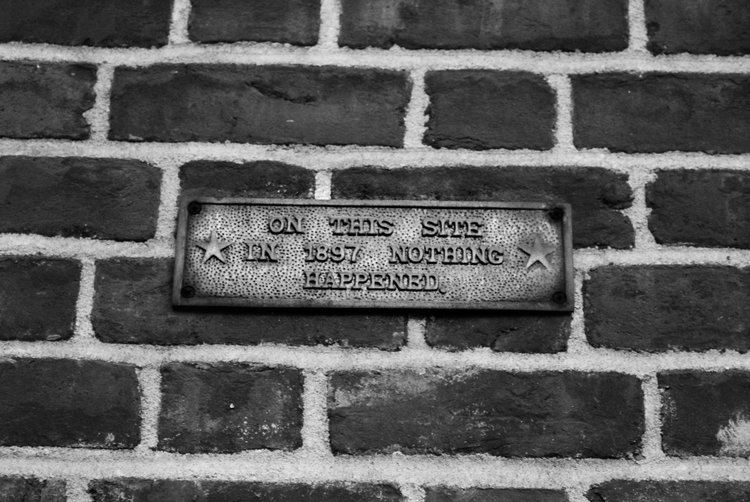 ON THIS SITE
IN 1897 NOTHING
HAPPENED.